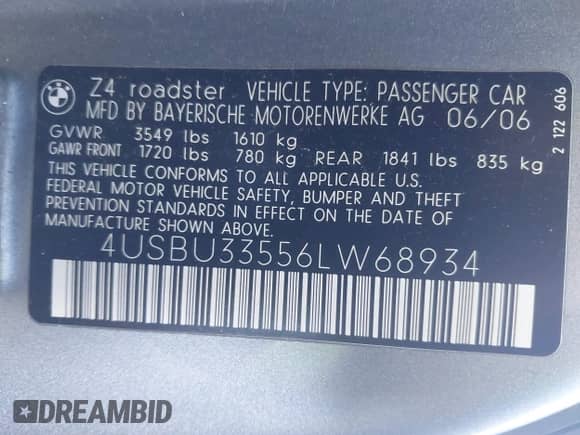 BMW
Z4 roadster VEHICLE TYPE: PASSENGER CAR
MFD BY BAYERISCHE MOTORENWERKE AG 06/06
GVWR 3549 lbs 1610 kg
GAWR FRONT 1720 lbs 780 kg REAR 1841 lbs 835 kg
THIS VEHICLE CONFORMS TO ALL APPLICABLE U.S.
FEDERAL MOTOR VEHICLE SAFETY, BUMPER AND THEFT
PREVENTION STANDARDS IN EFFECT ON THE DATE OF
MANUFACTURE SHOWN ABOVE.
4USBU33556LW68934
2 122 606
DREAMBID